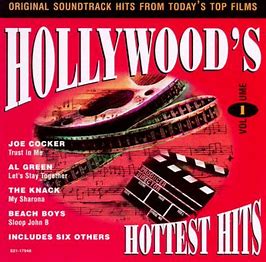 ORIGINAL SOUNDTRACK HITS FROM TODAY'S TOP FILMS
HOLLYWOOD'S
VOLUME 1
JOE COCKER
Trust in Me
AL GREEN
Let's Stay Together
THE KNACK
My Sharona
BEACH BOYS
Sloop John B
INCLUDES SIX OTHERS
HOTTEST HITS